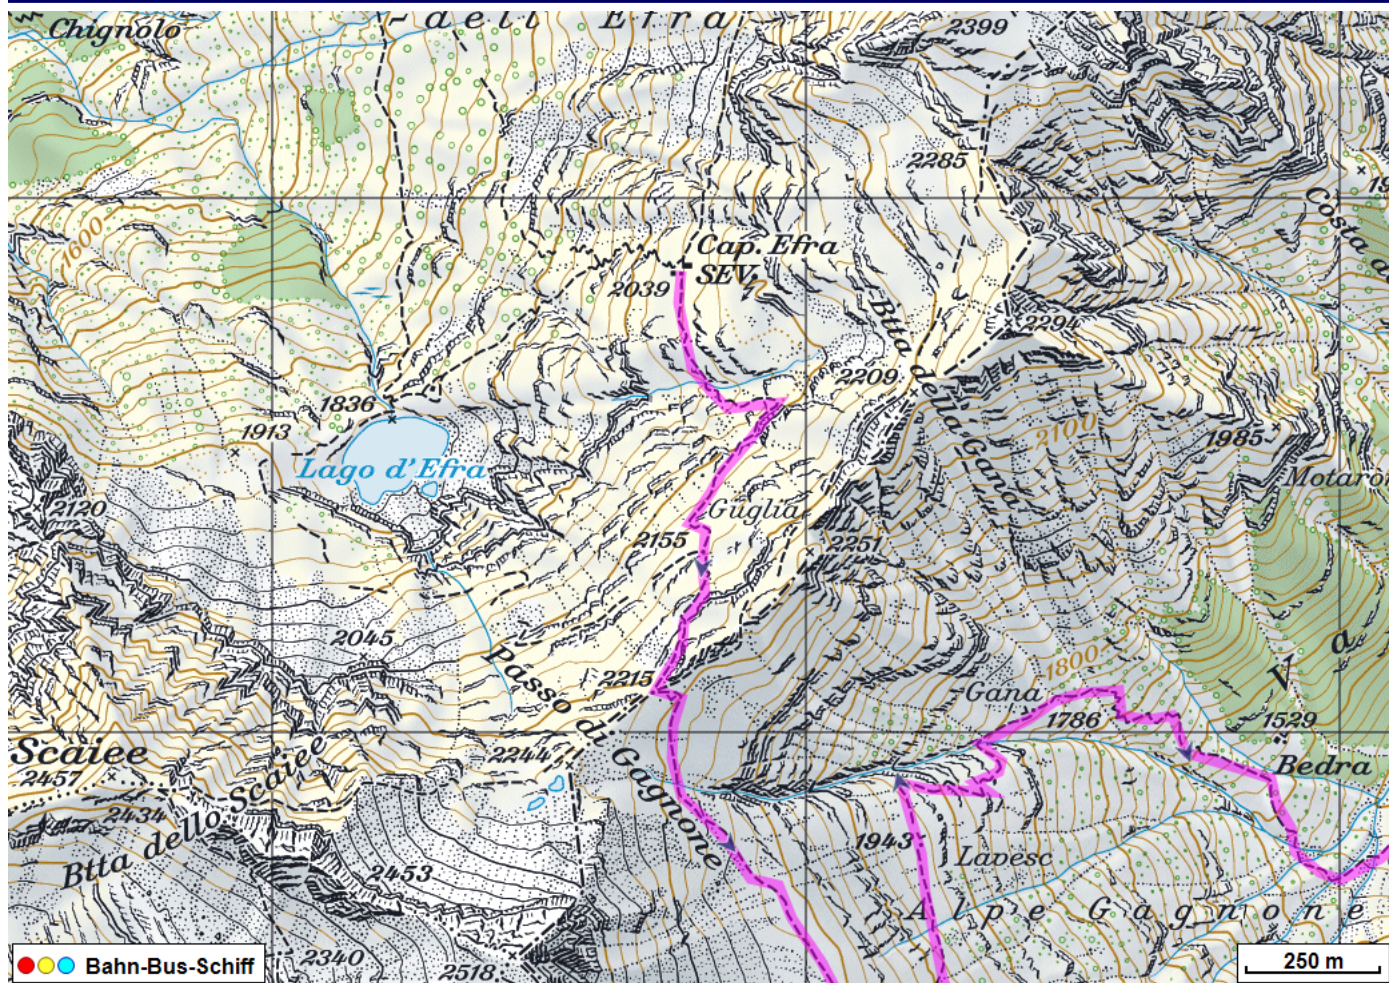 dell' Efra
Chignolo
2399
2285
1600
Costa
Cap. Efra
SEV
2039
2294
Btta della Gana
2209
1836
1913
2100
1985
Lago d'Efra
Motaro
2120
Guglia
2155
2251
2045
Passo di Gagnone
2215
1800
Gana
1786
V a
1529
2244
Bedra
Scaiee
2457
2434
Btta dello Scaiee
2453
1943
Lavesc
Alpe Gagnone
2340
2518
Bahn-Bus-Schiff
250 m